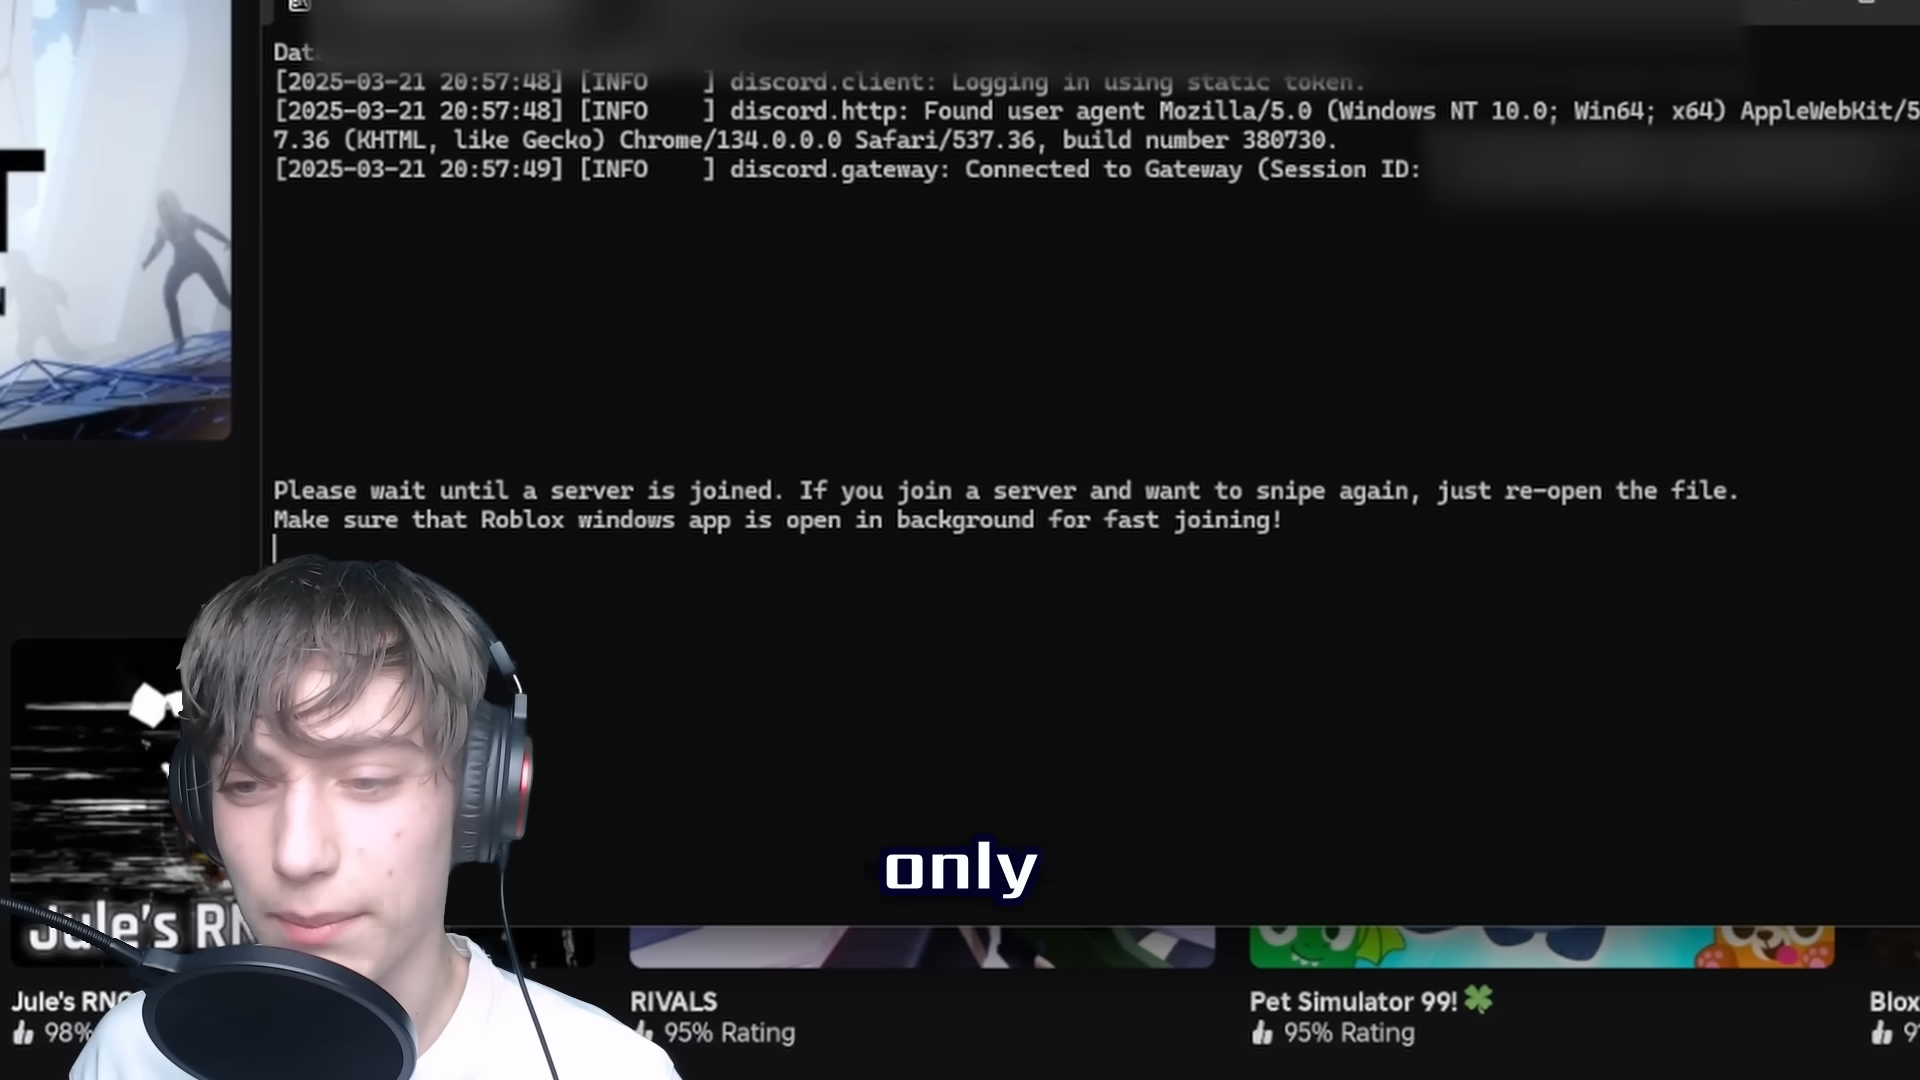 Dat
[2025-03-21 20:57:48] [INFO    ] discord.client: Logging in using static token.
[2025-03-21 20:57:48] [INFO    ] discord.http: Found user agent Mozilla/5.0 (Windows NT 10.0; Win64; x64) AppleWebKit/5
7.36 (KHTML, like Gecko) Chrome/134.0.0.0 Safari/537.36, build number 380730.
[2025-03-21 20:57:49] [INFO    ] discord.gateway: Connected to Gateway (Session ID:
Please wait until a server is joined. If you join a server and want to snipe again, just re-open the file.
Make sure that Roblox windows app is open in background for fast joining!
only
Jule's RN
Jule's RNG
98%
RIVALS
95% Rating
Pet Simulator 99! 🍀
95% Rating
Blox
9